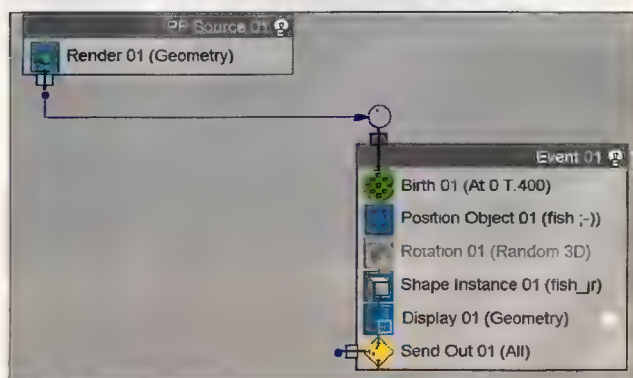 PF Source 01
Render 01 (Geometry)
Event 01
Birth 01 (At 0 T:400)
Position Object 01 (fish ;-))
Rotation 01 (Random 3D)
Shape Instance 01 (fish_jr)
Display 01 (Geometry)
Send Out 01 (All)